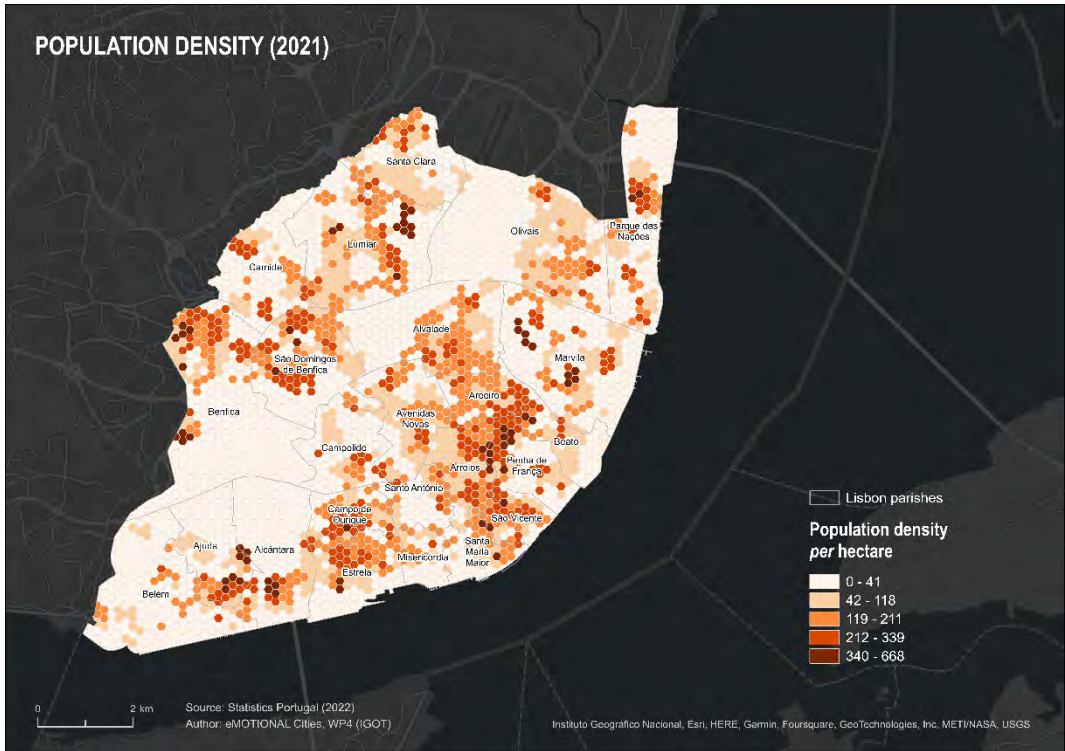 POPULATION DENSITY (2021)
Santa Clara
Olivais
Parque das
Nações
Lumiar
Carnide
Alvalade
São Domingos
de Benfica
Marvila
Areeiro
Benfica
Avenidas
Novas
Beato
Campolide
Arroios
Penha de
França
Santo António
Campo de
Ourique
São Vicente
Ajuda
Alcântara
Misericórdia
Santa
Maria
Maior
Estrela
Belém
Lisbon parishes
Population density
per hectare
0 - 41
42 - 118
119 - 211
212 - 339
340 - 668
0 2 km
Source: Statistics Portugal (2022)
Author: eMOTIONAL Cities, WP4 (IGOT)
Instituto Geográfico Nacional, Esri, HERE, Garmin, Foursquare, GeoTechnologies, Inc, METI/NASA, USGS